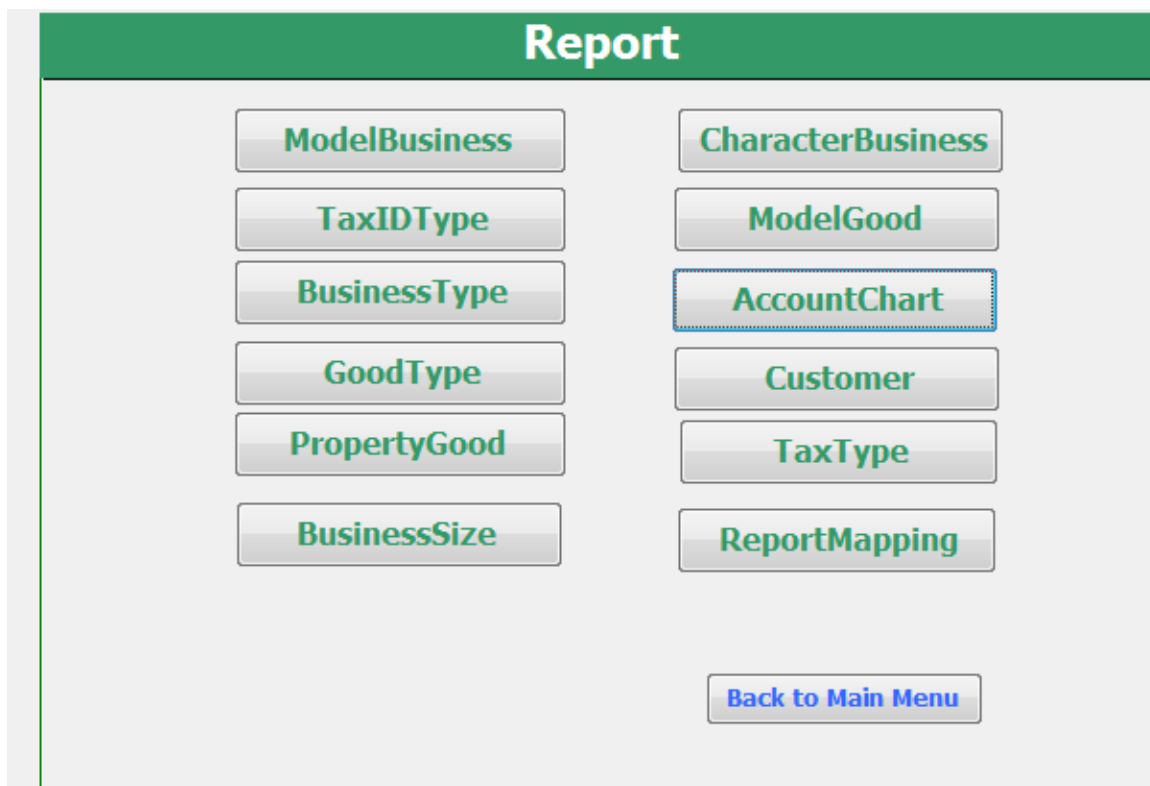 Report
ModelBusiness
CharacterBusiness
TaxIDType
ModelGood
BusinessType
AccountChart
GoodType
Customer
PropertyGood
TaxType
BusinessSize
ReportMapping
Back to Main Menu